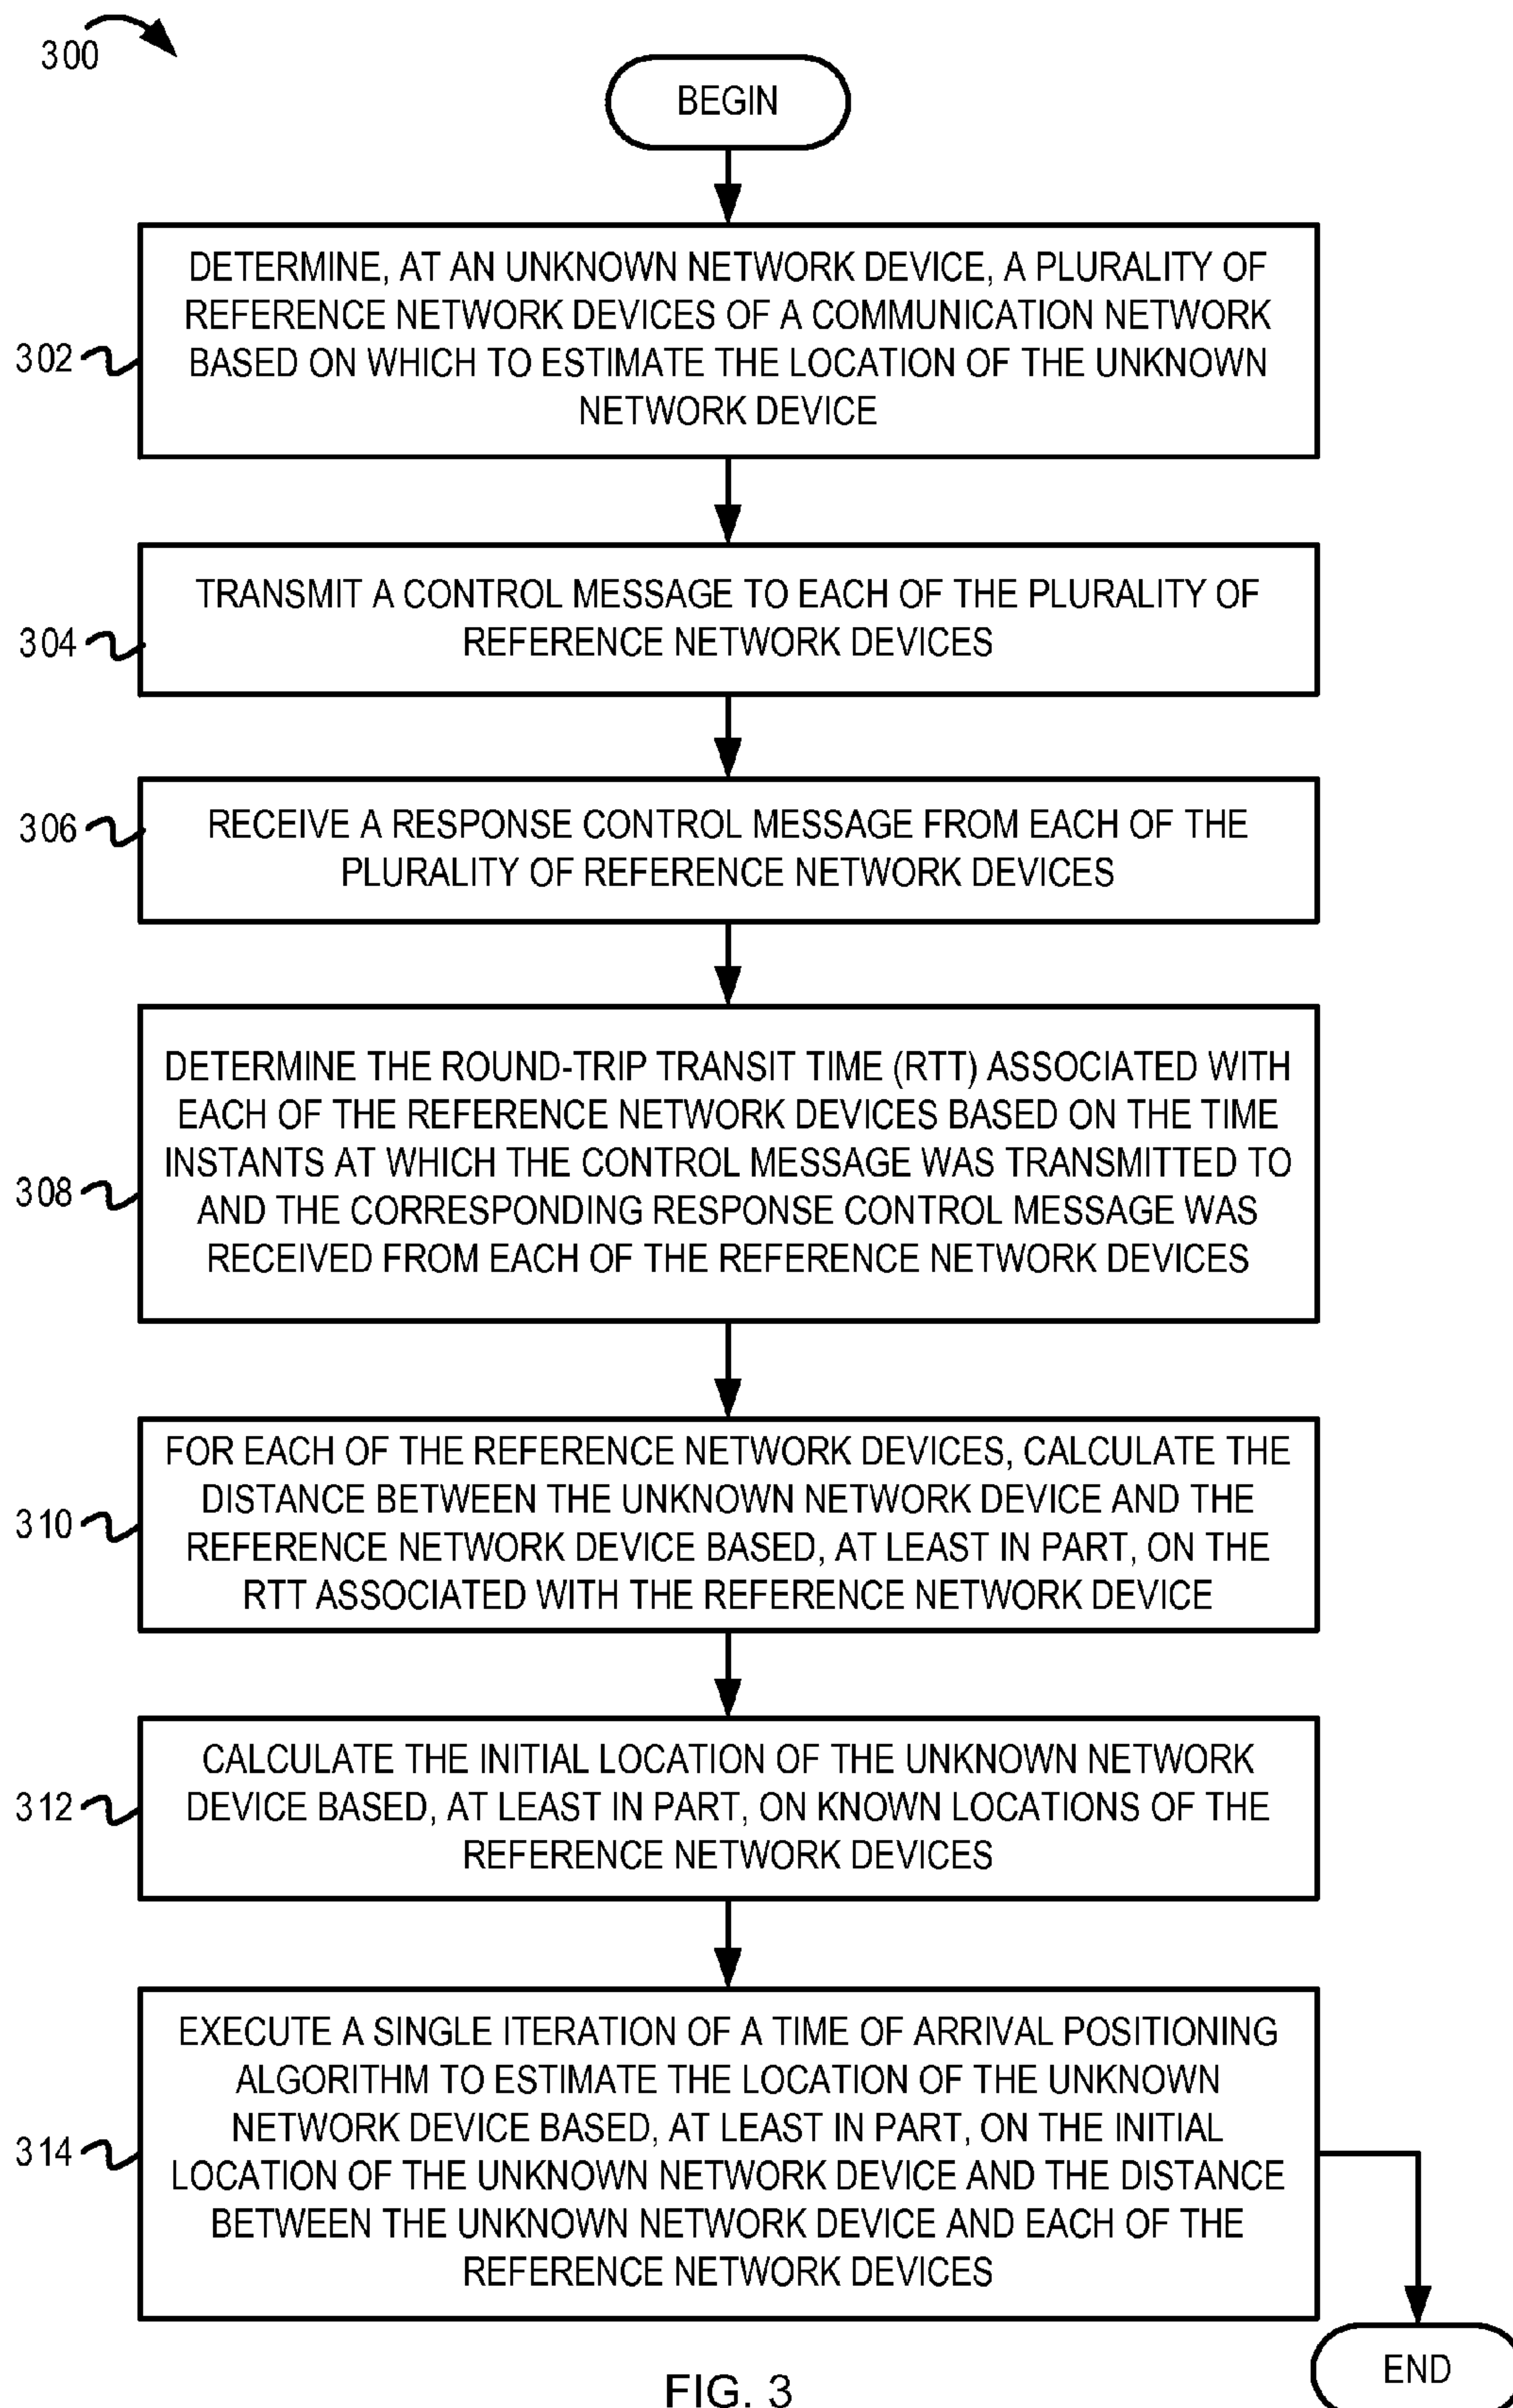 300
BEGIN
302
DETERMINE, AT AN UNKNOWN NETWORK DEVICE, A PLURALITY OF
REFERENCE NETWORK DEVICES OF A COMMUNICATION NETWORK
BASED ON WHICH TO ESTIMATE THE LOCATION OF THE UNKNOWN
NETWORK DEVICE
304
TRANSMIT A CONTROL MESSAGE TO EACH OF THE PLURALITY OF
REFERENCE NETWORK DEVICES
306
RECEIVE A RESPONSE CONTROL MESSAGE FROM EACH OF THE
PLURALITY OF REFERENCE NETWORK DEVICES
308
DETERMINE THE ROUND-TRIP TRANSIT TIME (RTT) ASSOCIATED WITH
EACH OF THE REFERENCE NETWORK DEVICES BASED ON THE TIME
INSTANTS AT WHICH THE CONTROL MESSAGE WAS TRANSMITTED TO
AND THE CORRESPONDING RESPONSE CONTROL MESSAGE WAS
RECEIVED FROM EACH OF THE REFERENCE NETWORK DEVICES
310
FOR EACH OF THE REFERENCE NETWORK DEVICES, CALCULATE THE
DISTANCE BETWEEN THE UNKNOWN NETWORK DEVICE AND THE
REFERENCE NETWORK DEVICE BASED, AT LEAST IN PART, ON THE
RTT ASSOCIATED WITH THE REFERENCE NETWORK DEVICE
312
CALCULATE THE INITIAL LOCATION OF THE UNKNOWN NETWORK
DEVICE BASED, AT LEAST IN PART, ON KNOWN LOCATIONS OF THE
REFERENCE NETWORK DEVICES
314
EXECUTE A SINGLE ITERATION OF A TIME OF ARRIVAL POSITIONING
ALGORITHM TO ESTIMATE THE LOCATION OF THE UNKNOWN
NETWORK DEVICE BASED, AT LEAST IN PART, ON THE INITIAL
LOCATION OF THE UNKNOWN NETWORK DEVICE AND THE DISTANCE
BETWEEN THE UNKNOWN NETWORK DEVICE AND EACH OF THE
REFERENCE NETWORK DEVICES
END
FIG. 3